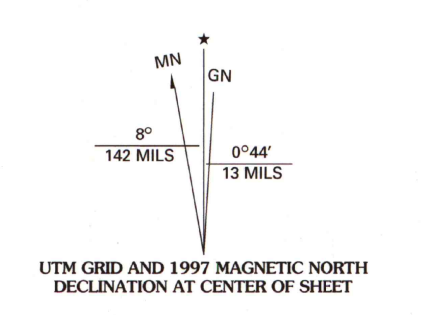 ★
MN
GN
8°
142 MILS
0°44′
13 MILS
UTM GRID AND 1997 MAGNETIC NORTH
DECLINATION AT CENTER OF SHEET